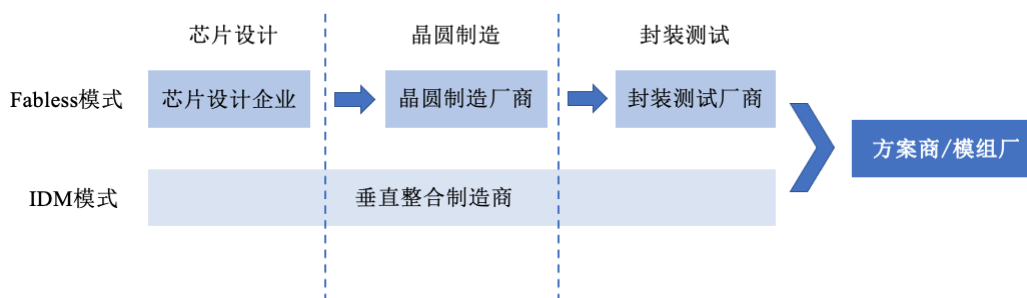 芯片设计
晶圆制造
封装测试
Fabless模式
芯片设计企业
晶圆制造厂商
封装测试厂商
方案商/模组厂
IDM模式
垂直整合制造商